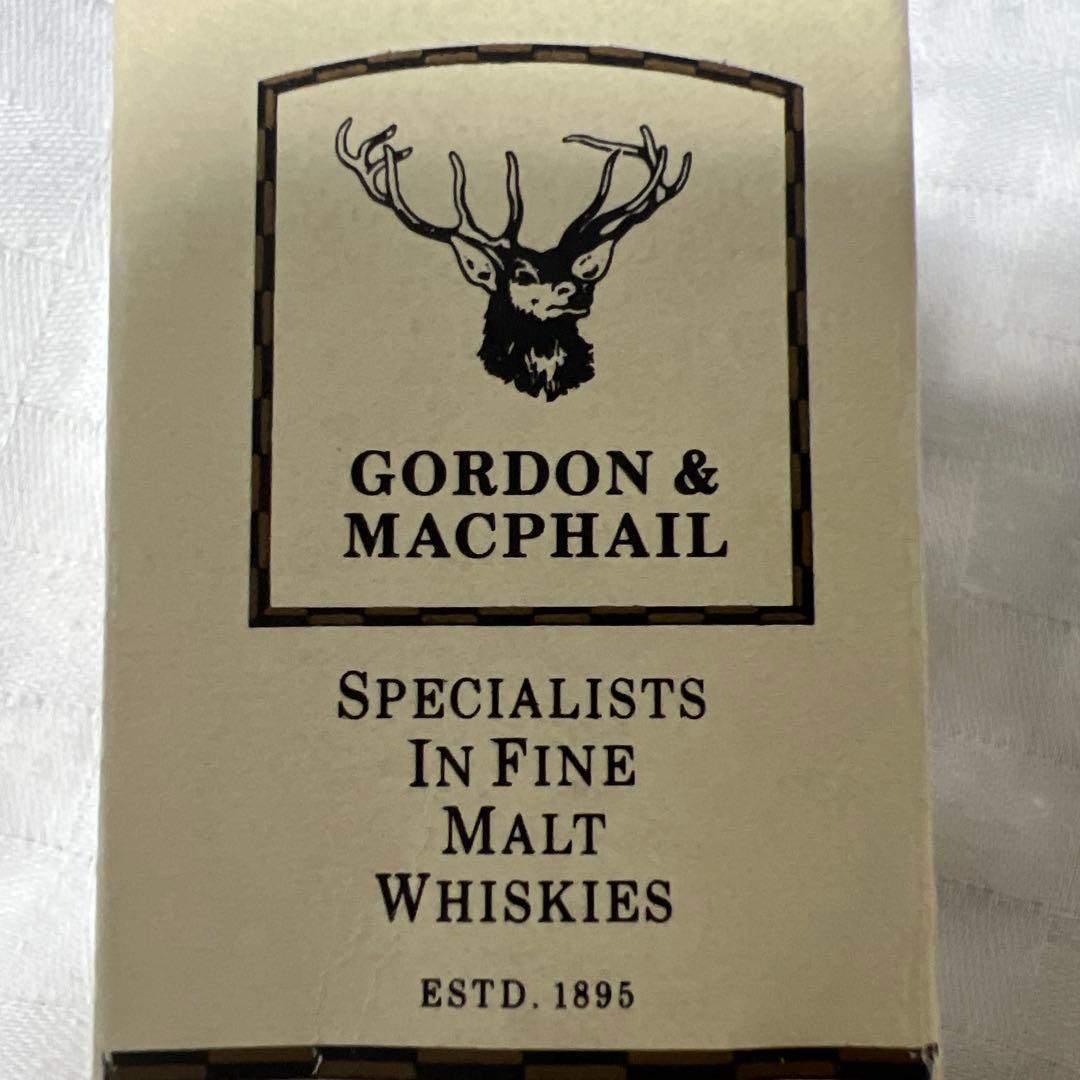 GORDON &
MACPHAIL
SPECIALISTS
IN FINE
MALT
WHISKIES
ESTD. 1895